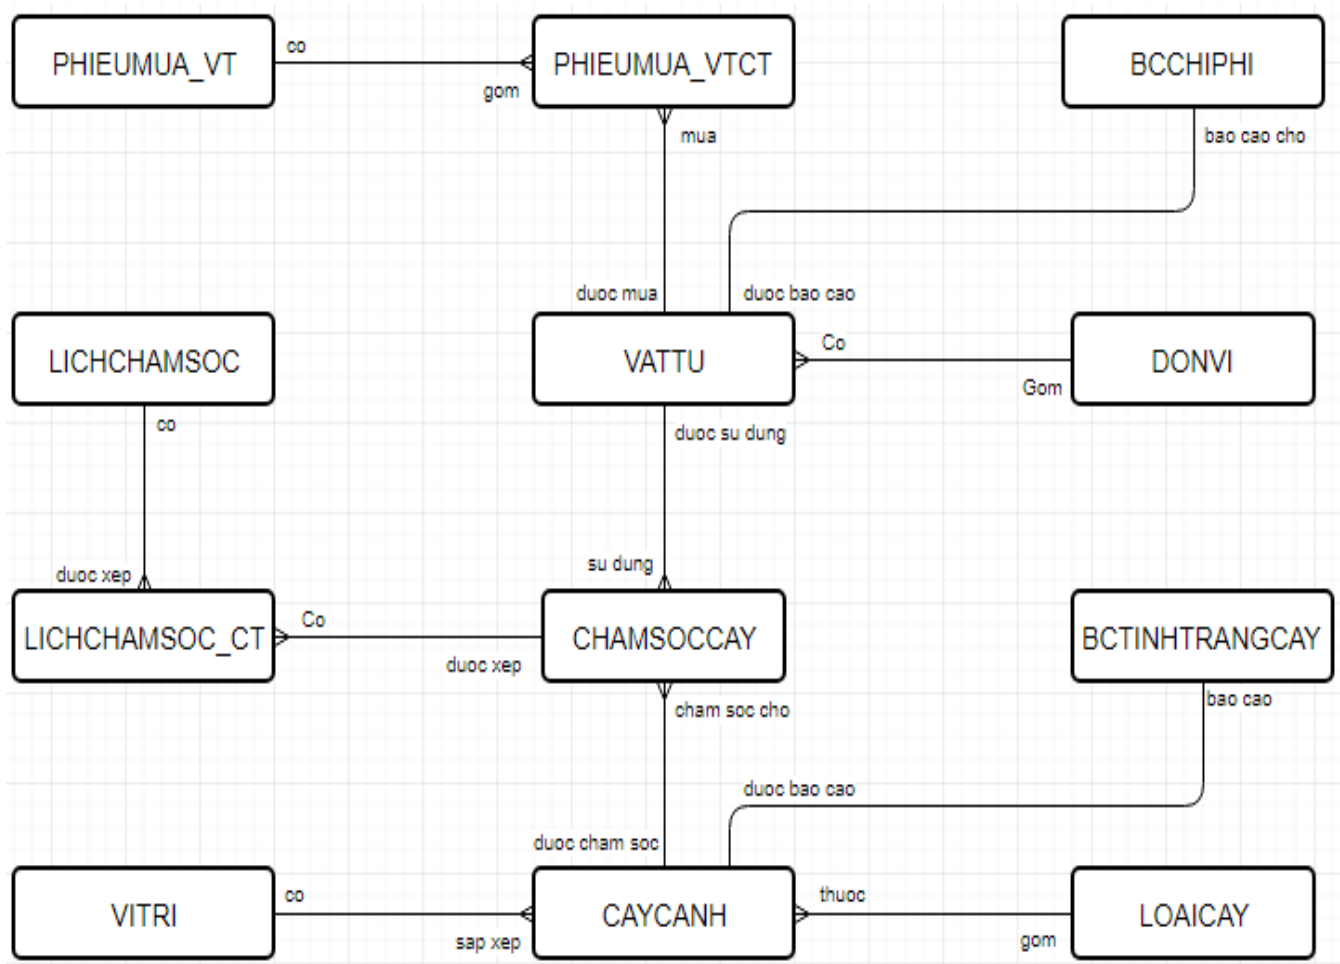 PHIEUMUA_VT
co
gom
PHIEUMUA_VTCT
BCCHIPHI
mua
bao cao cho
duoc mua
duoc bao cao
LICHCHAMSOC
VATTU
Co
Gom
DONVI
co
duoc su dung
duoc xep
su dung
LICHCHAMSOC_CT
Co
duoc xep
CHAMSOCCAY
BCTINHTRANGCAY
cham soc cho
bao cao
duoc bao cao
duoc cham soc
VITRI
co
sap xep
CAYCANH
thuoc
gom
LOAICAY